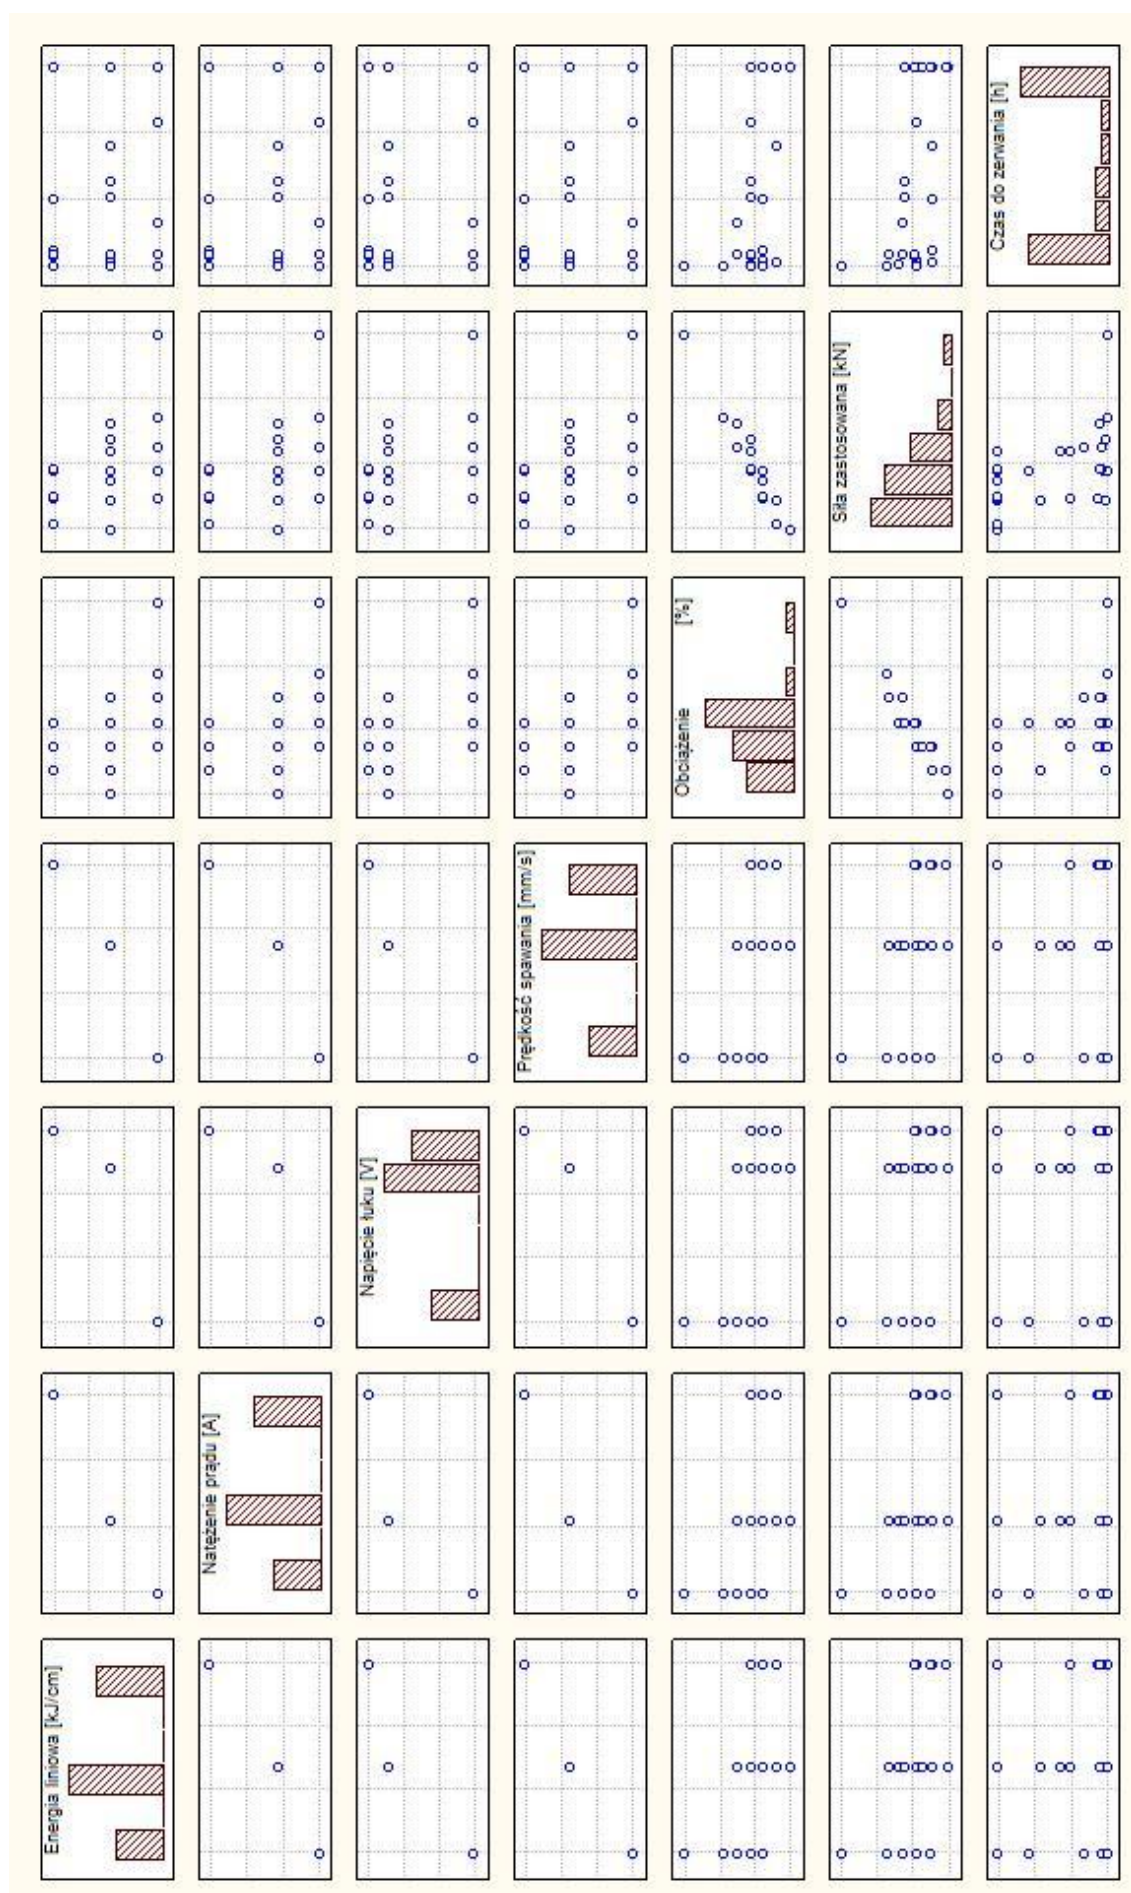 Energia liniowa [kJ/cm]
Natężenie prądu [A]
Napięcie łuku [V]
Prędkość spawania [mm/s]
Obciążenie [%]
Siła zastosowana [kN]
Czas do zerwania [h]